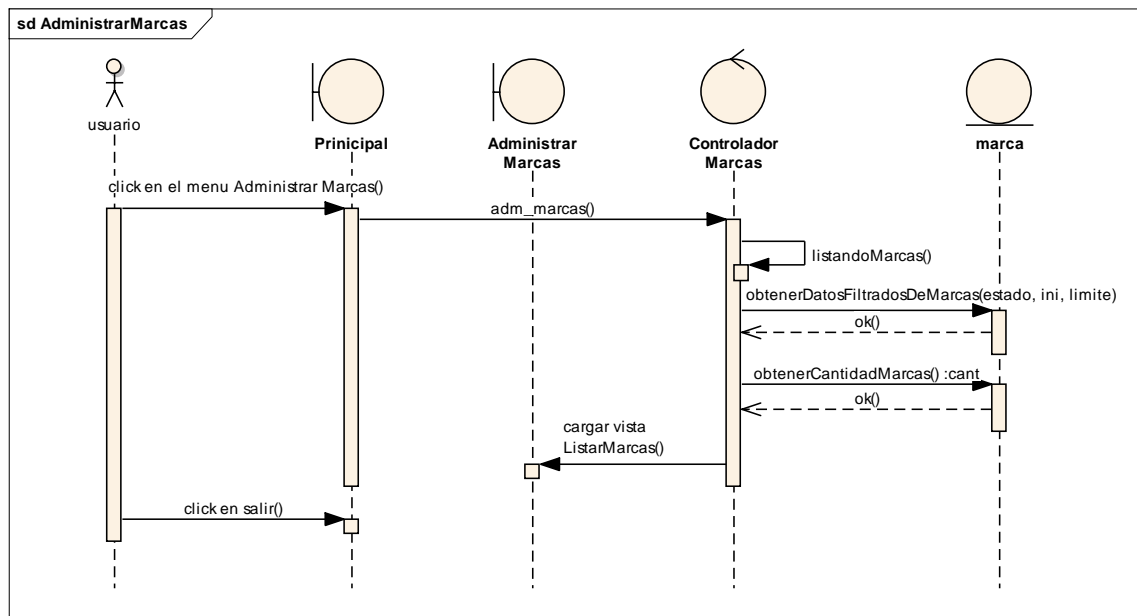 sd AdministrarMarcas
usuario
Prinicipal
Administrar
Marcas
Controlador
Marcas
marca
click en el menu Administrar Marcas()
adm_marcas()
listandoMarcas()
obtenerDatosFiltradosDeMarcas(estado, ini, limite)
ok()
obtenerCantidadMarcas() :cant
ok()
cargar vista
ListarMarcas()
click en salir()